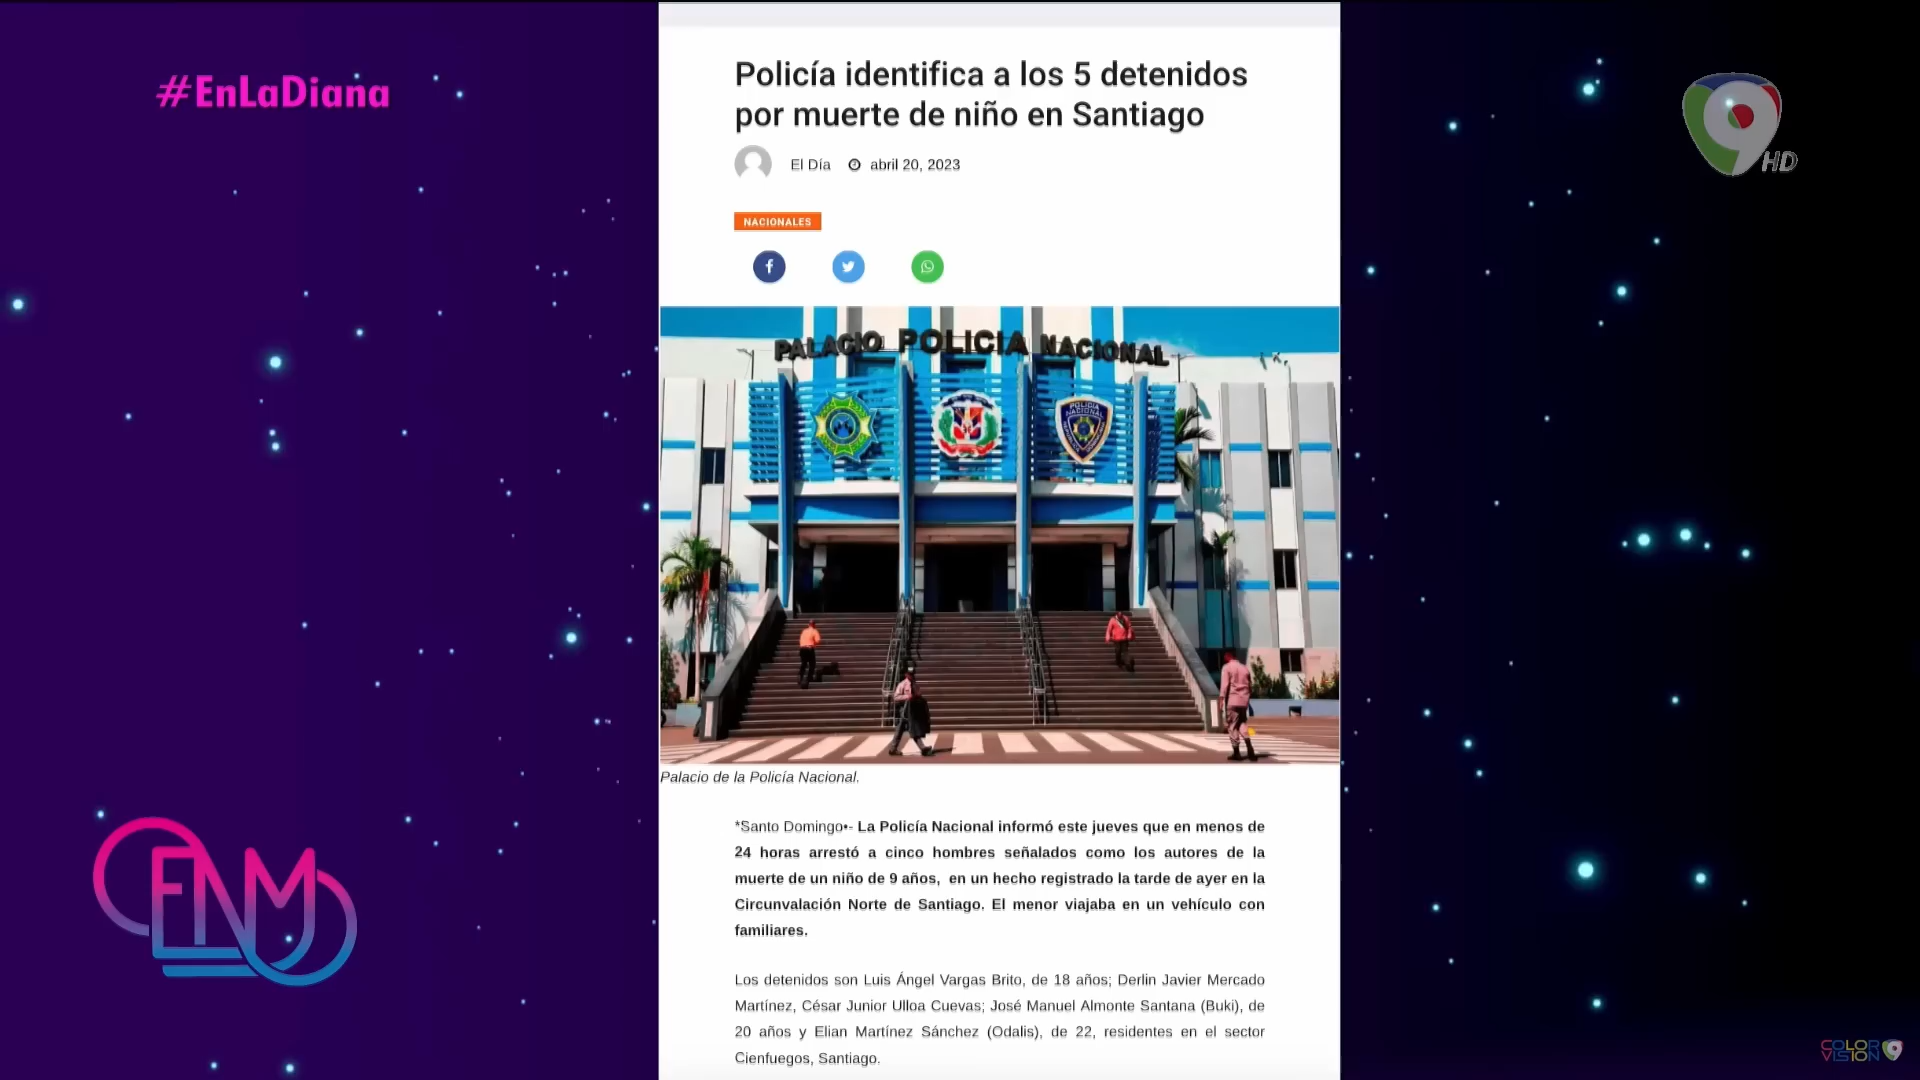 #EnLaDiana
Policía identifica a los 5 detenidos
por muerte de niño en Santiago
El Día abril 20, 2023
NACIONALES
9 HD
PALACIO POLICIA NACIONAL
POLICIA
NACIONAL
Palacio de la Policía Nacional.
*Santo Domingo•- La Policía Nacional informó este jueves que en menos de
24 horas arrestó a cinco hombres señalados como los autores de la
muerte de un niño de 9 años, en un hecho registrado la tarde de ayer en la
Circunvalación Norte de Santiago. El menor viajaba en un vehículo con
familiares.
Los detenidos son Luis Ángel Vargas Brito, de 18 años; Derlin Javier Mercado
Martínez, César Junior Ulloa Cuevas; José Manuel Almonte Santana (Buki), de
20 años y Elian Martínez Sánchez (Odalis), de 22, residentes en el sector
Cienfuegos, Santiago.
ENM
COLOR
VISION 9